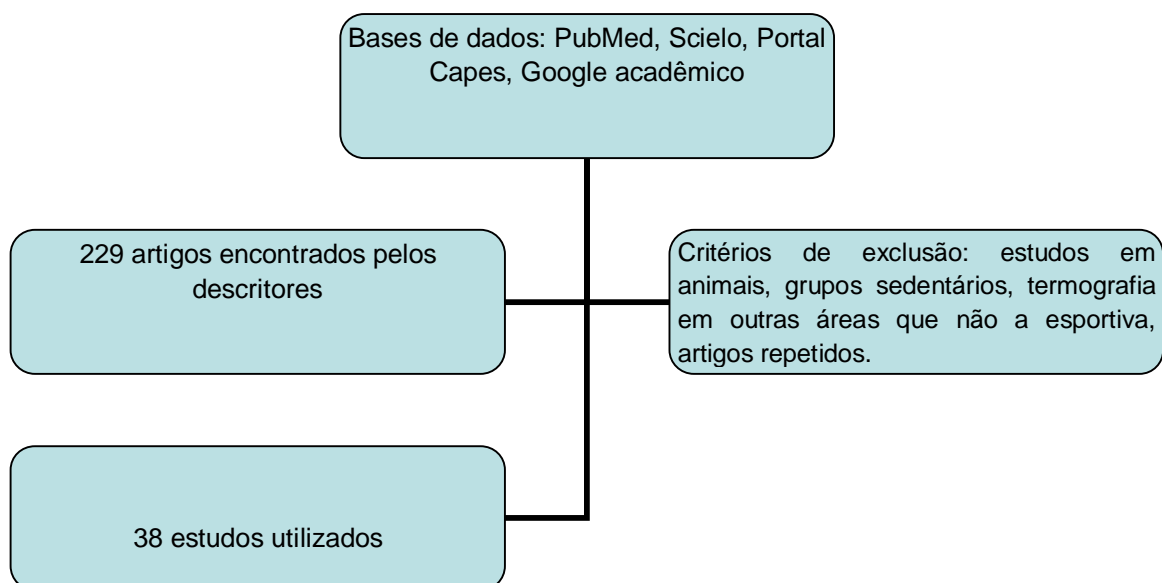 Bases de dados: PubMed, Scielo, Portal
Capes, Google acadêmico
229 artigos encontrados pelos
descritores
Critérios de exclusão: estudos em
animais, grupos sedentários, termografia
em outras áreas que não a esportiva,
artigos repetidos.
38 estudos utilizados